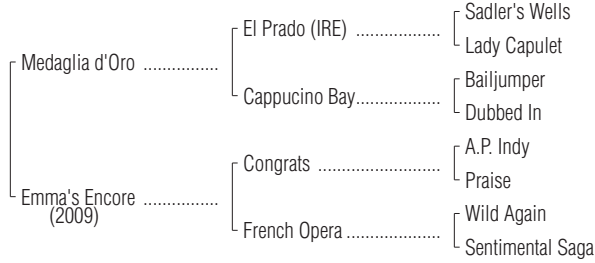 Sadler's Wells
El Prado (IRE) ..................
Lady Capulet
Medaglia d'Oro ................
Bailjumper
Cappucino Bay..................
Dubbed In
A.P. Indy
Congrats ..........................
Praise
Emma's Encore ................
(2009)
Wild Again
French Opera ....................
Sentimental Saga